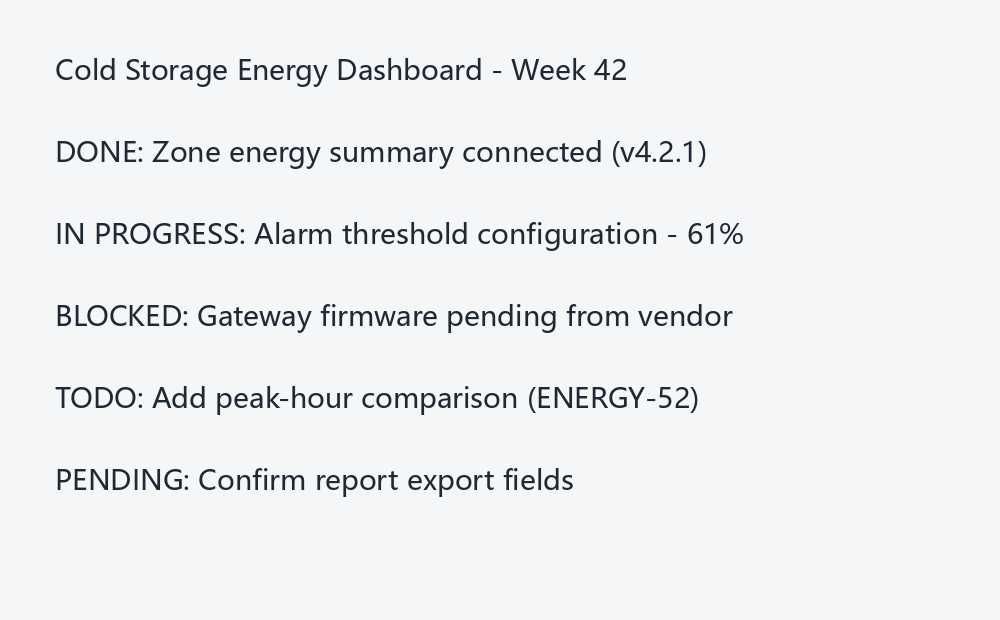 Cold Storage Energy Dashboard - Week 42
DONE: Zone energy summary connected (v4.2.1)
IN PROGRESS: Alarm threshold configuration - 61%
BLOCKED: Gateway firmware pending from vendor
TODO: Add peak-hour comparison (ENERGY-52)
PENDING: Confirm report export fields